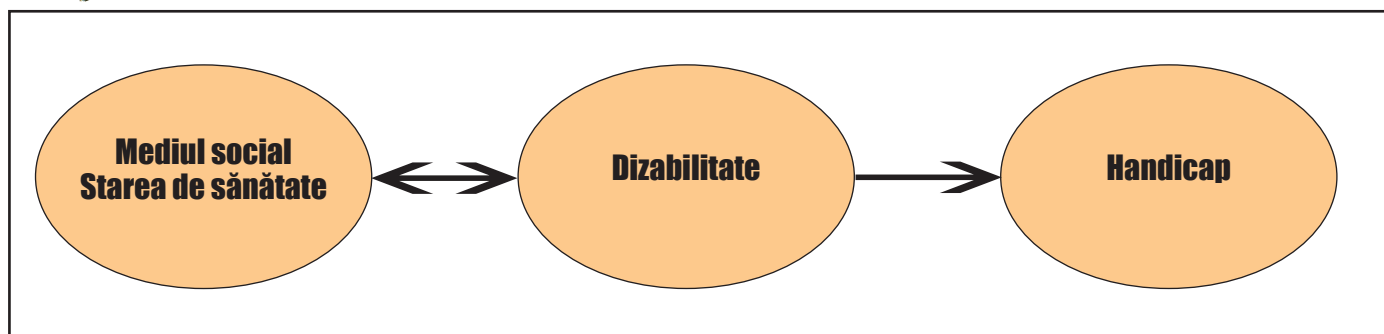 Mediul social
Starea de sănătate
Dizabilitate
Handicap